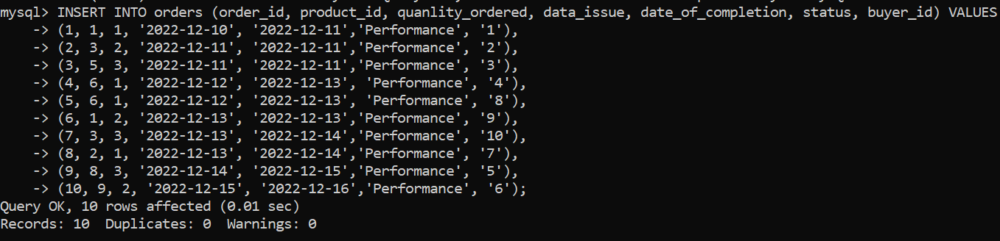 mysql> INSERT INTO orders (order_id, product_id, quanlity_ordered, data_issue, date_of_completion, status, buyer_id) VALUES
-> (1, 1, 1, '2022-12-10', '2022-12-11','Performance', '1'),
-> (2, 3, 2, '2022-12-11', '2022-12-11','Performance', '2'),
-> (3, 5, 3, '2022-12-11', '2022-12-11','Performance', '3'),
-> (4, 6, 1, '2022-12-12', '2022-12-13', 'Performance', '4'),
-> (5, 6, 1, '2022-12-12', '2022-12-13',  'Performance', '8'),
-> (6, 1, 2, '2022-12-13', '2022-12-13','Performance', '9'),
-> (7, 3, 3, '2022-12-13', '2022-12-14','Performance', '10'),
-> (8, 2, 1, '2022-12-13', '2022-12-14','Performance', '7'),
-> (9, 8, 3, '2022-12-14', '2022-12-15','Performance', '5'),
-> (10, 9, 2, '2022-12-15', '2022-12-16','Performance', '6');
Query OK, 10 rows affected (0.01 sec)
Records: 10  Duplicates: 0  Warnings: 0